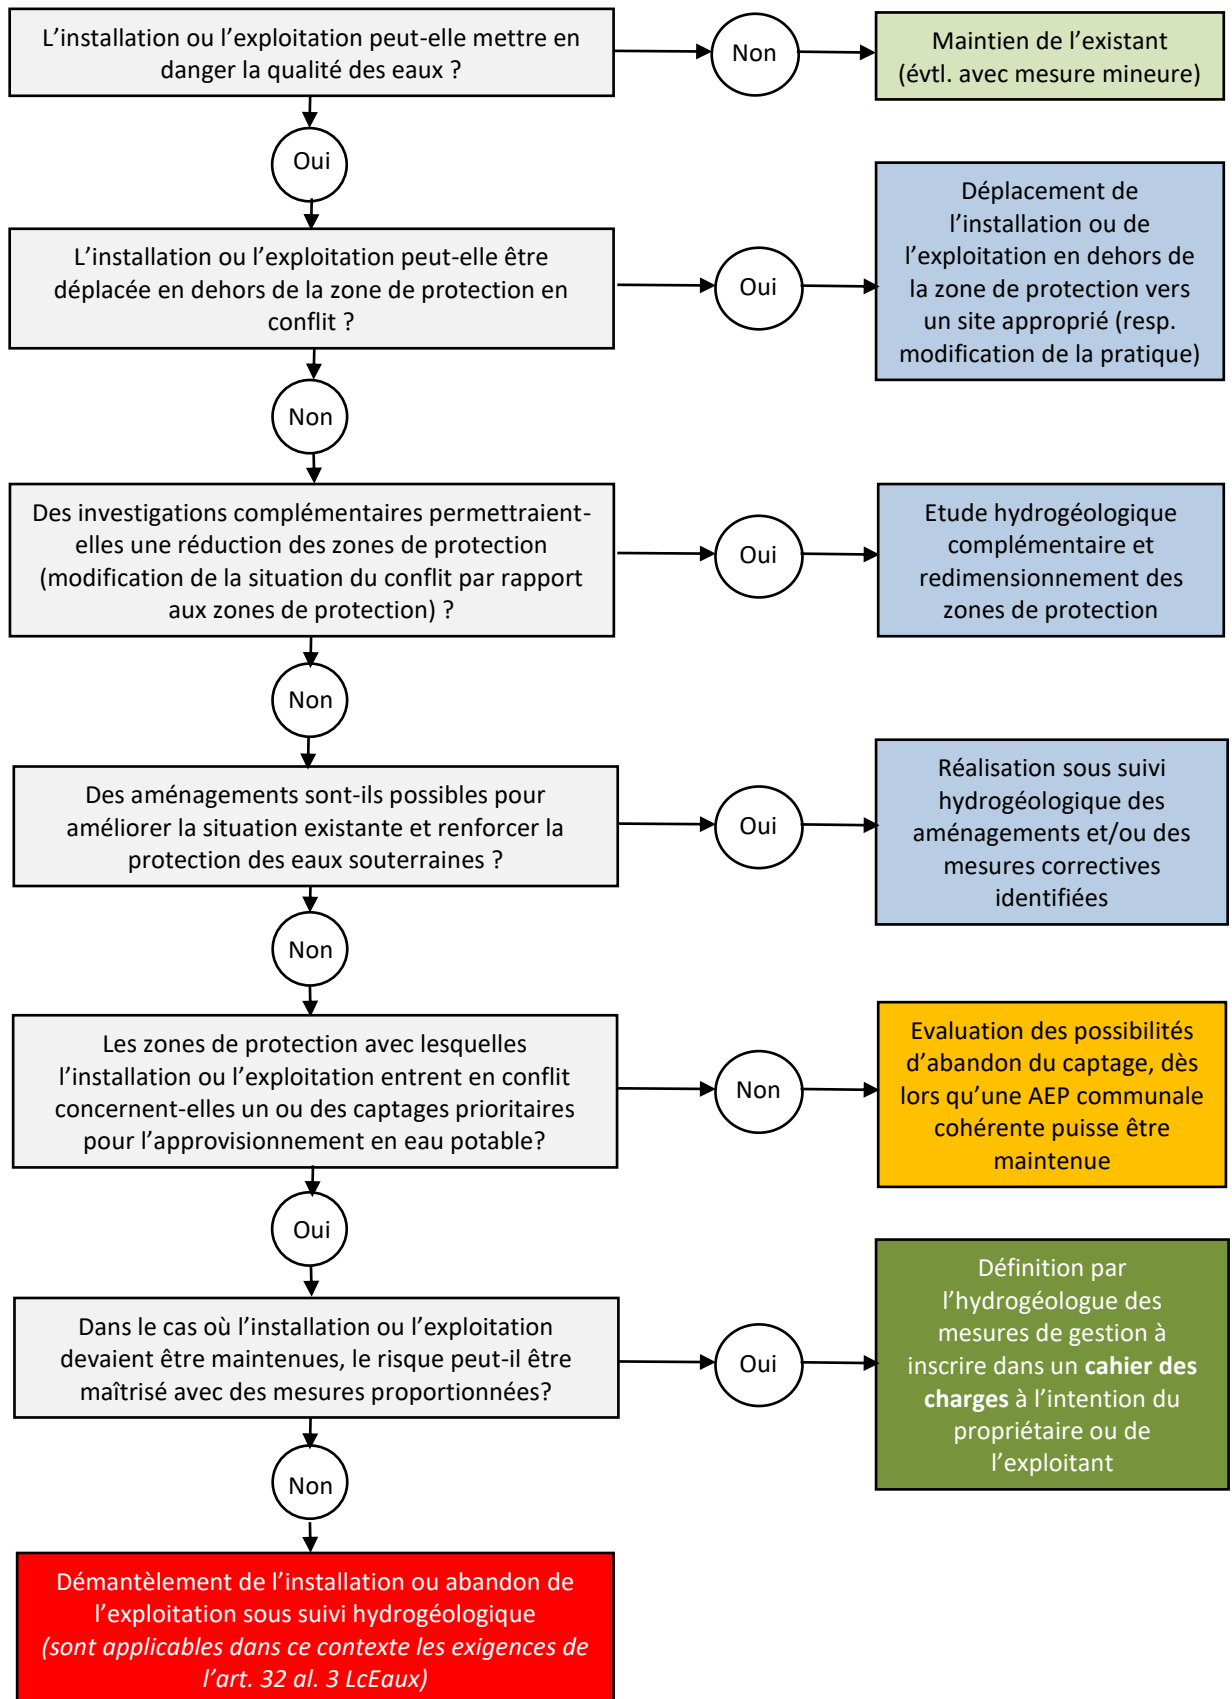 L’installation ou l’exploitation peut-elle mettre en
danger la qualité des eaux ?
Non
Maintien de l’existant
(évtl. avec mesure mineure)
Oui
L’installation ou l’exploitation peut-elle être
déplacée en dehors de la zone de protection en
conflit ?
Oui
Déplacement de
l’installation ou de
l’exploitation en dehors de
la zone de protection vers
un site approprié (resp.
modification de la pratique)
Non
Des investigations complémentaires permettraient-
elles une réduction des zones de protection
(modification de la situation du conflit par rapport
aux zones de protection) ?
Oui
Etude hydrogéologique
complémentaire et
redimensionnement des
zones de protection
Non
Des aménagements sont-ils possibles pour
améliorer la situation existante et renforcer la
protection des eaux souterraines ?
Oui
Réalisation sous suivi
hydrogéologique des
aménagements et/ou des
mesures correctives
identifiées
Non
Les zones de protection avec lesquelles
l’installation ou l’exploitation entrent en conflit
concernent-elles un ou des captages prioritaires
pour l’approvisionnement en eau potable?
Non
Evaluation des possibilités
d’abandon du captage, dès
lors qu’une AEP communale
cohérente puisse être
maintenue
Oui
Dans le cas où l’installation ou l’exploitation
devaient être maintenues, le risque peut-il être
maîtrisé avec des mesures proportionnées?
Oui
Définition par
l’hydrogéologue des
mesures de gestion à
inscrire dans un cahier des
charges à l’intention du
propriétaire ou de
l’exploitant
Non
Démantèlement de l’installation ou abandon de
l’exploitation sous suivi hydrogéologique
(sont applicables dans ce contexte les exigences de
l’art. 32 al. 3 LcEaux)